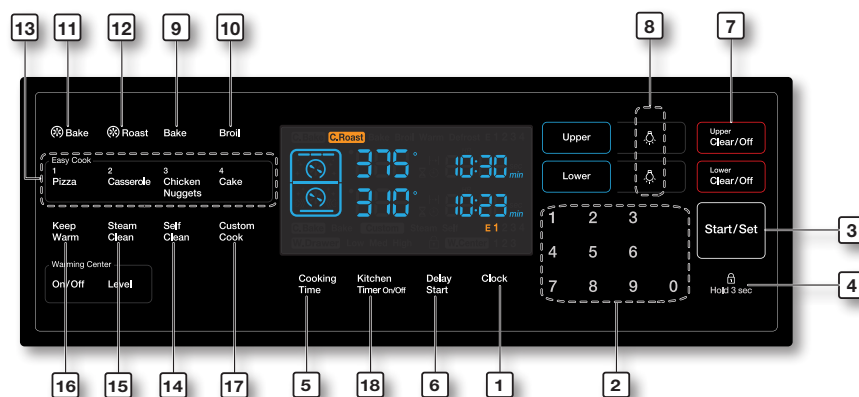 13
11
12
9
10
8
7
Bake
Roast
Bake
Broil
C.Roast
Upper
Upper
Clear/Off
Easy Cook
1
Pizza
2
Casserole
3
Chicken
Nuggets
4
Cake
375°
10:30 min
Lower
Lower
Clear/Off
310°
10:23 min
E 1
Keep
Warm
Steam
Clean
Self
Clean
Custom
Cook
1 2 3
4 5 6
7 8 9 0
Start/Set
3
Warming Center
On/Off
Level
Cooking
Time
Kitchen
Timer On/Off
Delay
Start
Clock
Hold 3 sec
4
16
15
14
17
5
18
6
1
2